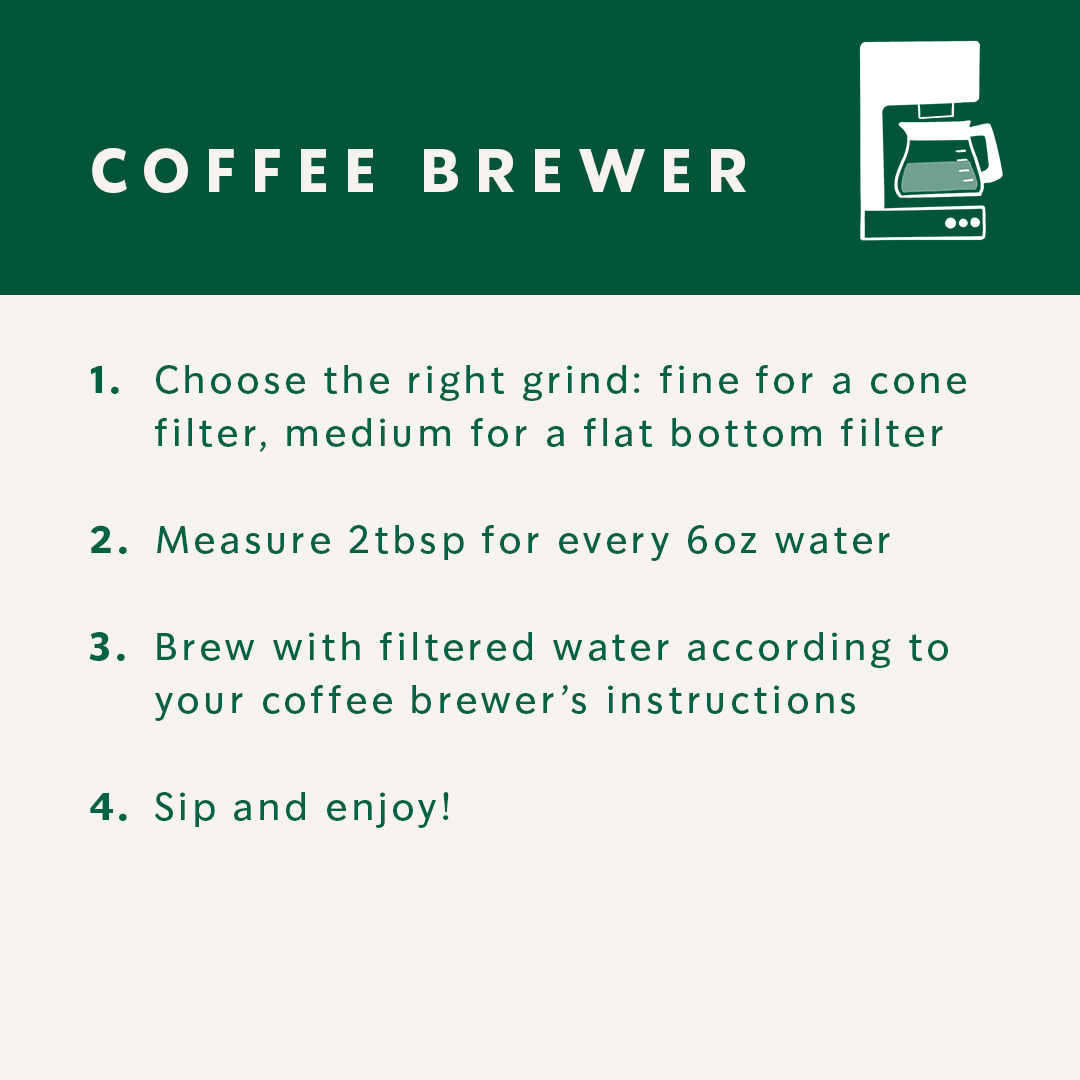 COFFEE BREWER
1. Choose the right grind: fine for a cone
filter, medium for a flat bottom filter
2. Measure 2tbsp for every 6oz water
3. Brew with filtered water according to
your coffee brewer’s instructions
4. Sip and enjoy!